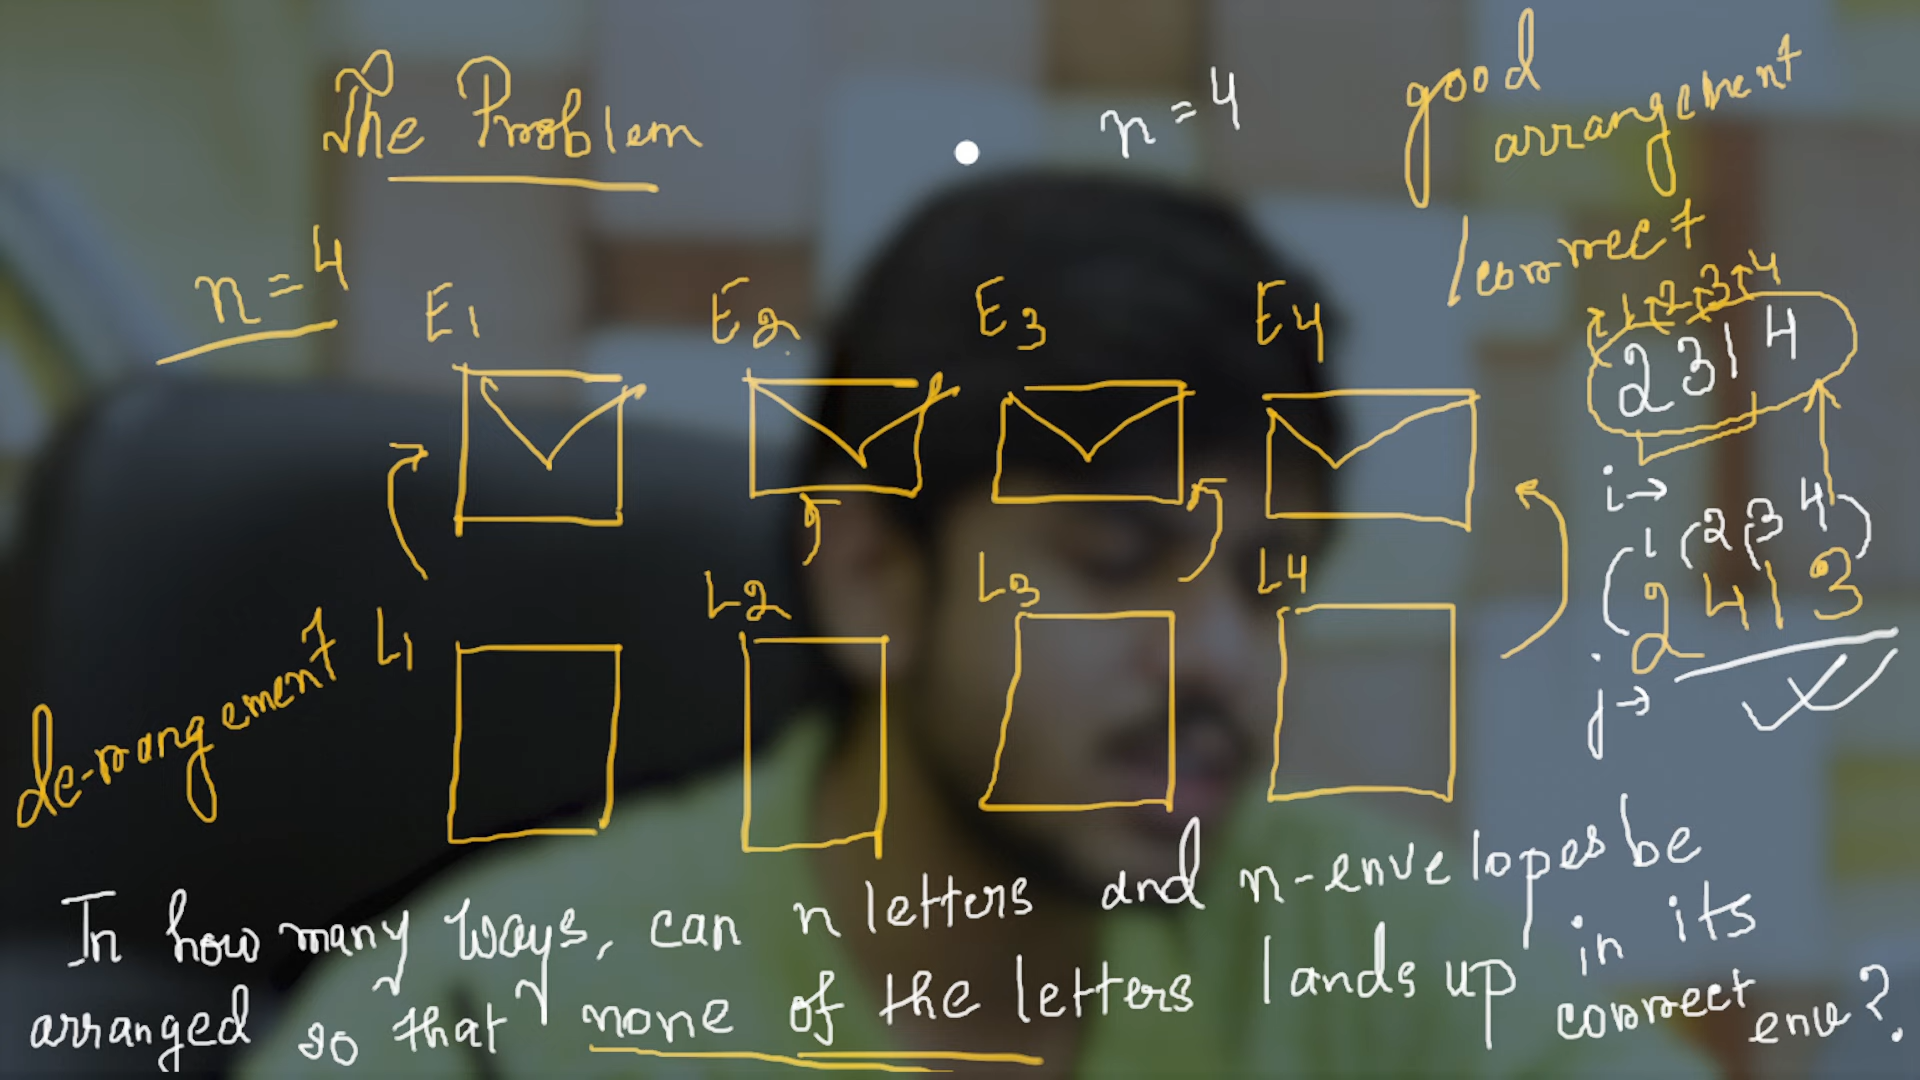 The Problem
n = 4
good
arrangement
/correct
n = 4
E1 E2 E3 E4
1 2 3 4
2 3 1 4
i →
1 2 3 4
2 4 1 3
j →
L1 L2 L3 L4
de-rangement
In how many ways, can n letters and n-envelopes be
arranged so that none of the letters lands up in its
correct env?